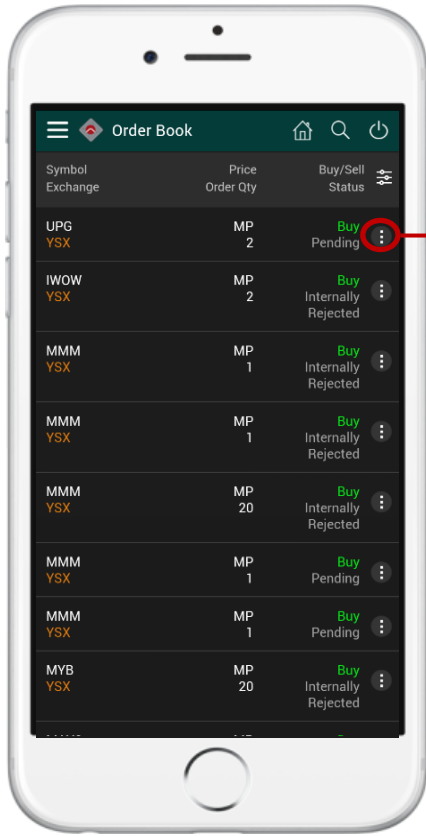 Order Book
Symbol Price Buy/Sell
Exchange Order Qty Status
UPG MP Buy
YSX 2 Pending
IWOW MP Buy
YSX 2 Internally
Rejected
MMM MP Buy
YSX 1 Internally
Rejected
MMM MP Buy
YSX 1 Internally
Rejected
MMM MP Buy
YSX 20 Internally
Rejected
MMM MP Buy
YSX 1 Pending
MMM MP Buy
YSX 1 Pending
MYB MP Buy
YSX 20 Internally
Rejected